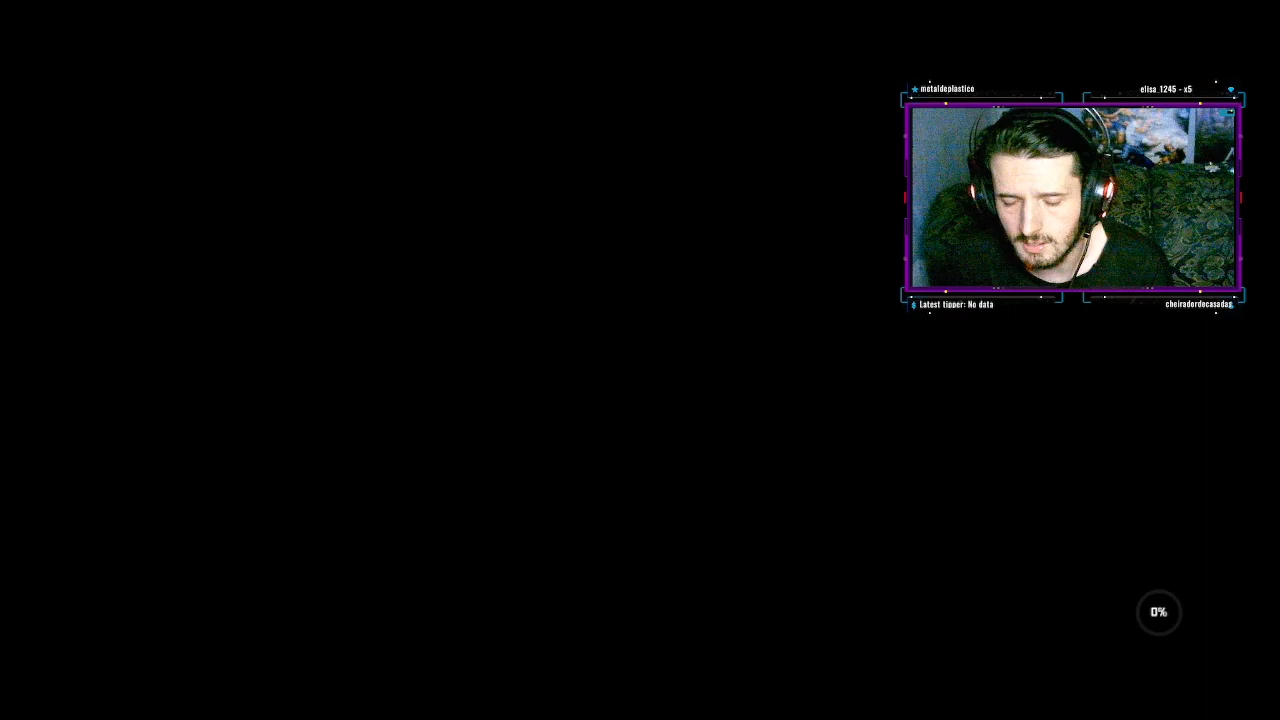 metaldeplastico
elisa_1245 - x5
Latest tipper: No data
cheiradordecasadas
0%